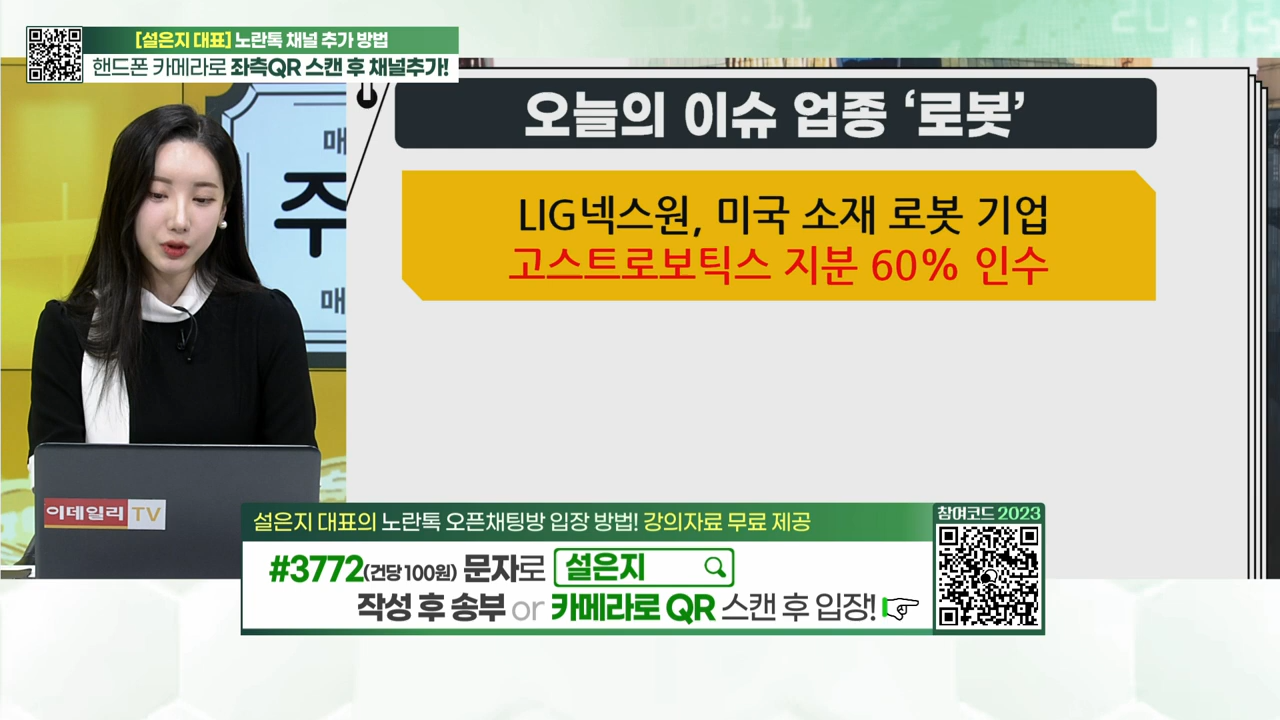 [설은지 대표] 노란톡 채널 추가 방법
핸드폰 카메라로 좌측QR 스캔 후 채널추가!
오늘의 이슈 업종 ‘로봇’
LIG넥스원, 미국 소재 로봇 기업
고스트로보틱스 지분 60% 인수
매
주
매
이데일리 TV
설은지 대표의 노란톡 오픈채팅방 입장 방법! 강의자료 무료 제공
참여코드 2023
#3772(건당 100원) 문자로 설은지
작성 후 송부 or 카메라로 QR 스캔 후 입장!